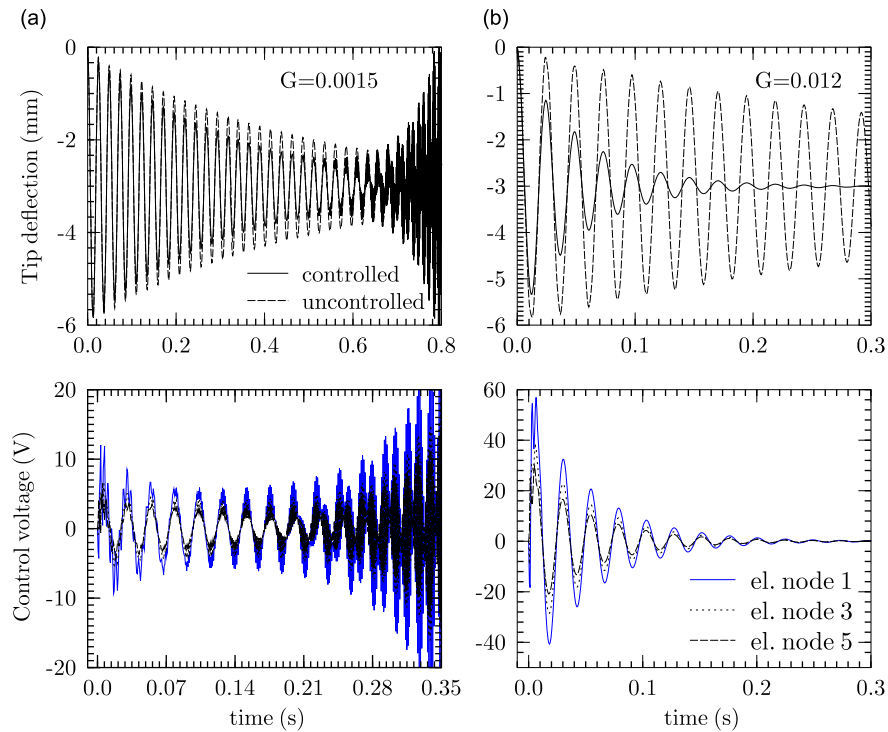 (a)
(b)
Tip deflection (mm)
0
-2
-4
-6
G=0.0015
controlled
uncontrolled
0.0 0.2 0.4 0.6 0.8
0
-1
-2
-3
-4
-5
-6
G=0.012
0.0 0.1 0.2 0.3
Control voltage (V)
20
10
0
-10
-20
0.0 0.07 0.14 0.21 0.28 0.35
time (s)
60
40
20
0
-20
-40
el. node 1
el. node 3
el. node 5
0.0 0.1 0.2 0.3
time (s)